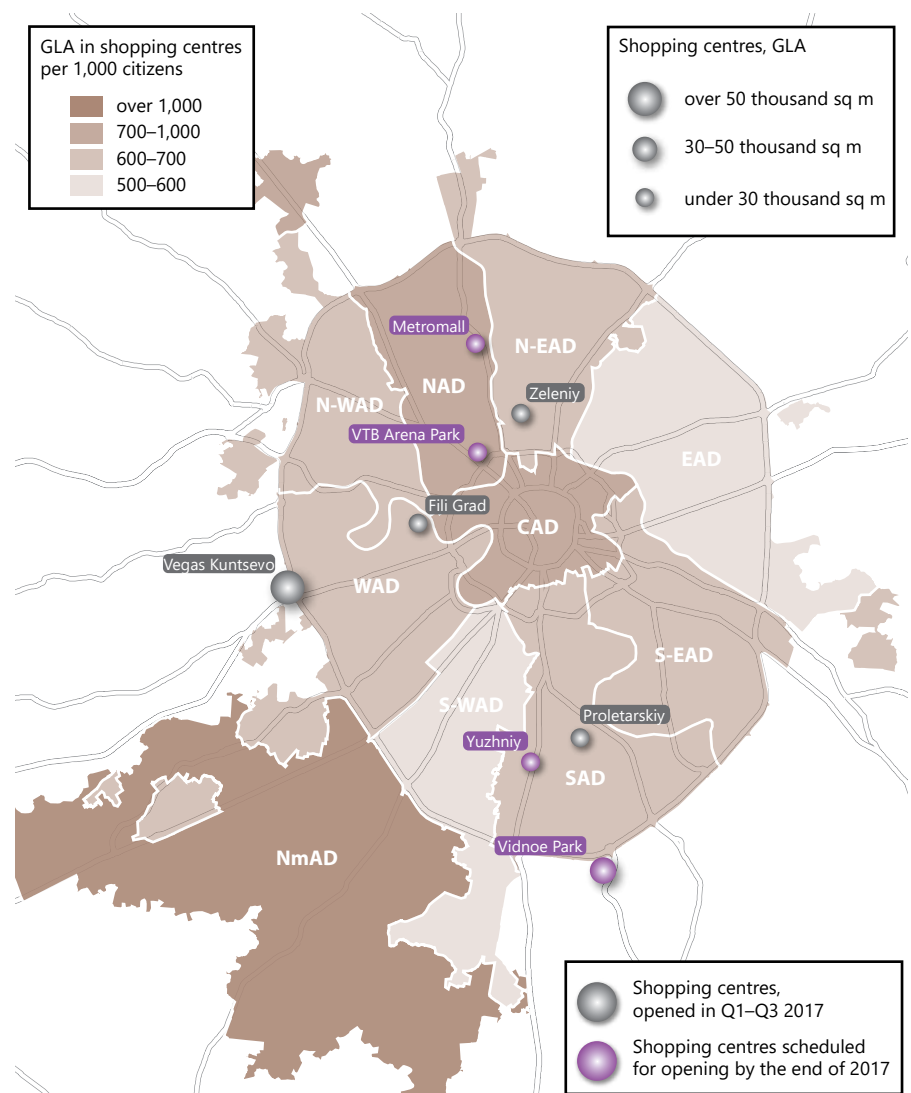 GLA in shopping centres
per 1,000 citizens
over 1,000
700–1,000
600–700
500–600
Shopping centres, GLA
over 50 thousand sq m
30–50 thousand sq m
under 30 thousand sq m
Metromall
N-EAD
NAD
Zeleniy
N-WAD
VTB Arena Park
EAD
Fili Grad
CAD
Vegas Kuntsevo
WAD
S-EAD
S-WAD
Proletarskiy
Yuzhniy
SAD
Vidnoe Park
NmAD
Shopping centres,
opened in Q1–Q3 2017
Shopping centres scheduled
for opening by the end of 2017